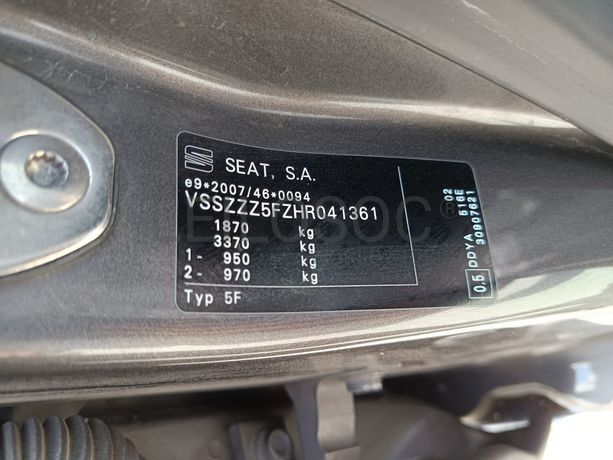 SEAT, S.A.
e9*2007/46*0094
VSSZZZ5FZHR041361
1870 kg
3370 kg
1- 950 kg
2- 970 kg
Typ 5F
02
516E
30907621
0.5 DDYA